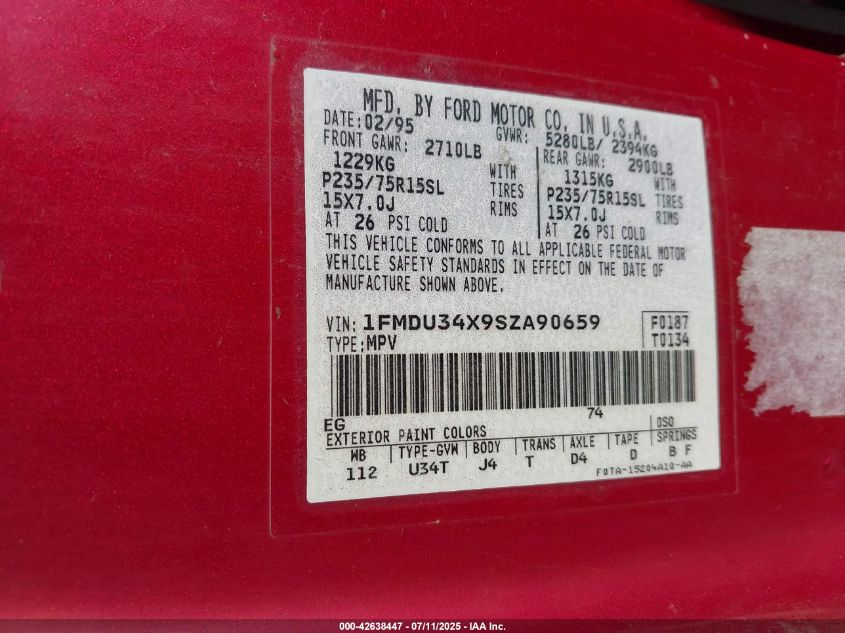 MFD. BY FORD MOTOR CO. IN U.S.A.
DATE: 02/95 GVWR: 5280LB/ 2394KG
FRONT GAWR: 2710LB REAR GAWR: 2900LB
1229KG WITH 1315KG WITH
P235/75R15SL TIRES P235/75R15SL TIRES
15X7.0J RIMS 15X7.0J RIMS
AT 26 PSI COLD AT 26 PSI COLD
THIS VEHICLE CONFORMS TO ALL APPLICABLE FEDERAL MOTOR
VEHICLE SAFETY STANDARDS IN EFFECT ON THE DATE OF
MANUFACTURE SHOWN ABOVE.
VIN: 1FMDU34X9SZA90659 F0187
TYPE: MPV T0134
74
EG DSO
EXTERIOR PAINT COLORS
WB TYPE-GVW BODY TRANS AXLE TAPE SPRINGS
112 U34T J4 T D4 D B F
F0TA-15204A10-AA
000-42638447 - 07/11/2025 - IAA Inc.